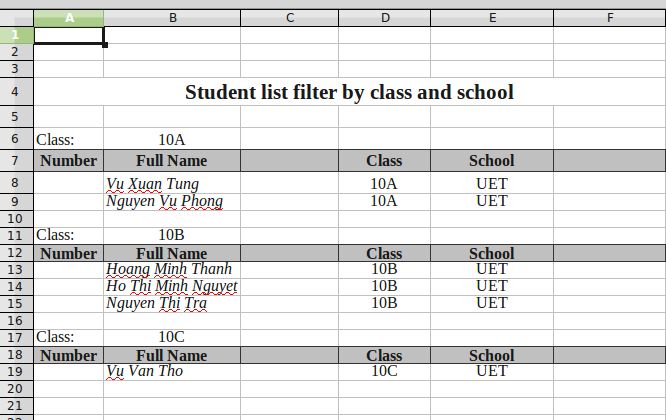 A B C D E F
1
2
3
4 Student list filter by class and school
5
6 Class: 10A
7 Number Full Name Class School
8 Vu Xuan Tung 10A UET
9 Nguyen Vu Phong 10A UET
10
11 Class: 10B
12 Number Full Name Class School
13 Hoang Minh Thanh 10B UET
14 Ho Thi Minh Nguyet 10B UET
15 Nguyen Thi Tra 10B UET
16
17 Class: 10C
18 Number Full Name Class School
19 Vu Van Tho 10C UET
20
21